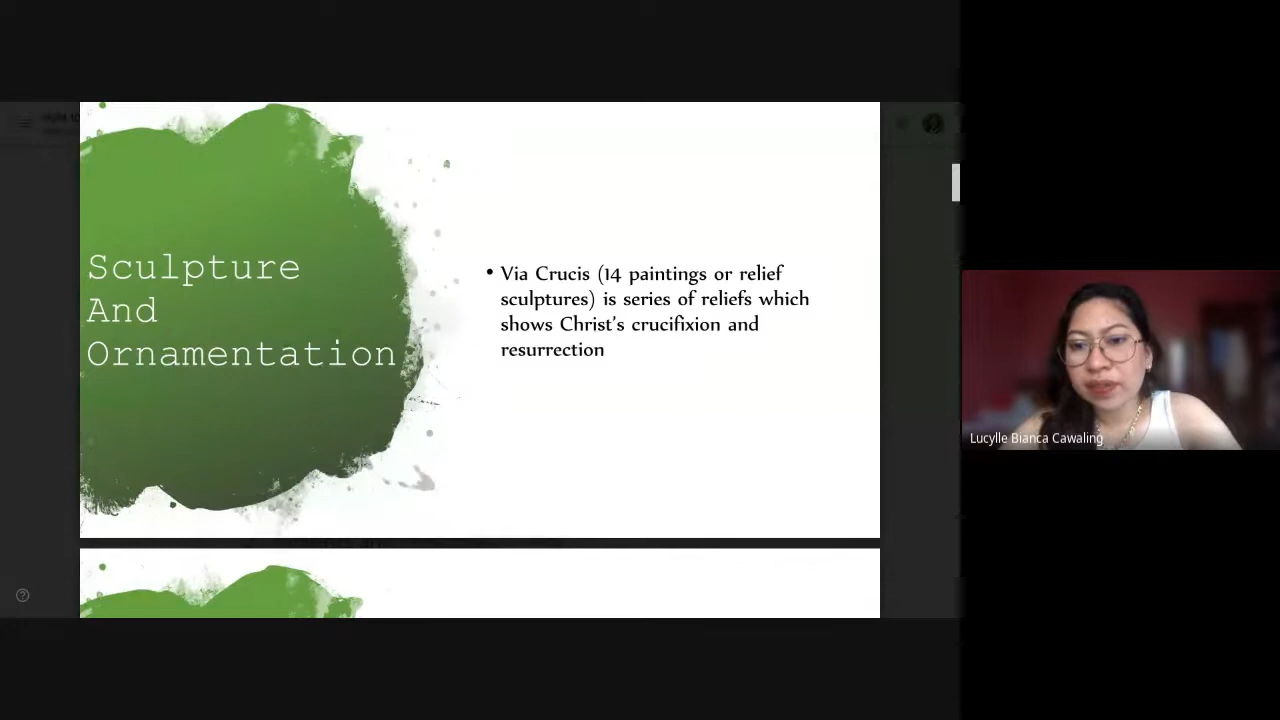 Sculpture
And
Ornamentation
• Via Crucis (14 paintings or relief
sculptures) is series of reliefs which
shows Christ's crucifixion and
resurrection
Lucylle Bianca Cawaling